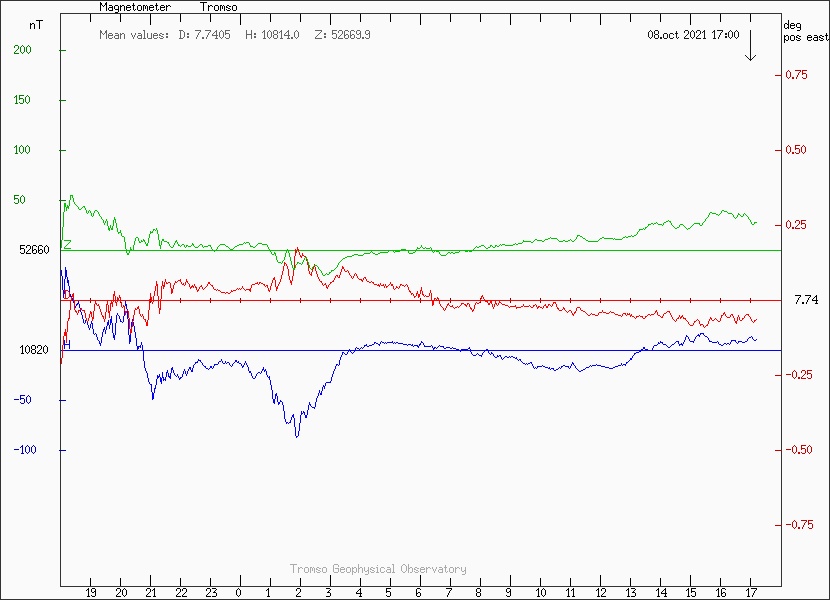 Magnetometer Tromso
nT
deg
Mean values: D: 7.7405 H: 10814.0 Z: 52669.9
08.oct 2021 17:00
pos east
200
0.75
150
100
0.50
50
0.25
Z
52660
D
7.74
H
10820
-0.25
-50
-100
-0.50
-0.75
Tromso Geophysical Observatory
19 20 21 22 23 0 1 2 3 4 5 6 7 8 9 10 11 12 13 14 15 16 17